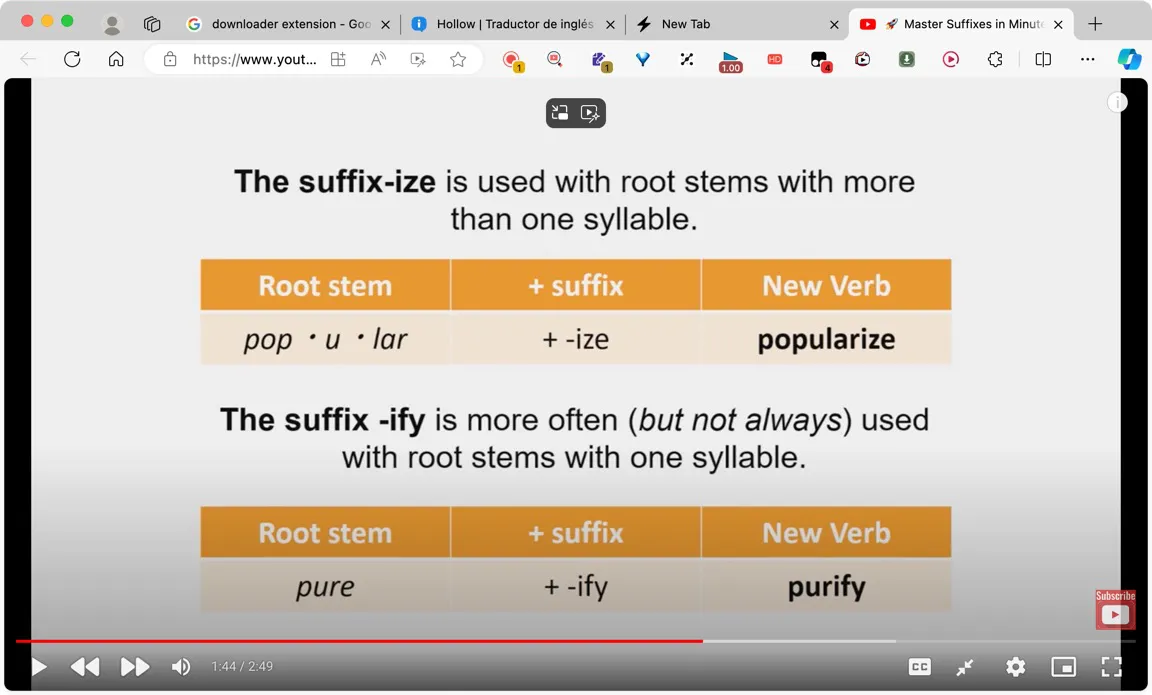 downloader extension - Goo
Hollow | Traductor de inglés
New Tab
🚀 Master Suffixes in Minute
https://www.yout...
1
1
1.00
HD
4
The suffix-ize is used with root stems with more
than one syllable.
Root stem + suffix New Verb
pop · u · lar + -ize popularize
The suffix -ify is more often (but not always) used
with root stems with one syllable.
Root stem + suffix New Verb
pure + -ify purify
Subscribe
1:44 / 2:49
CC